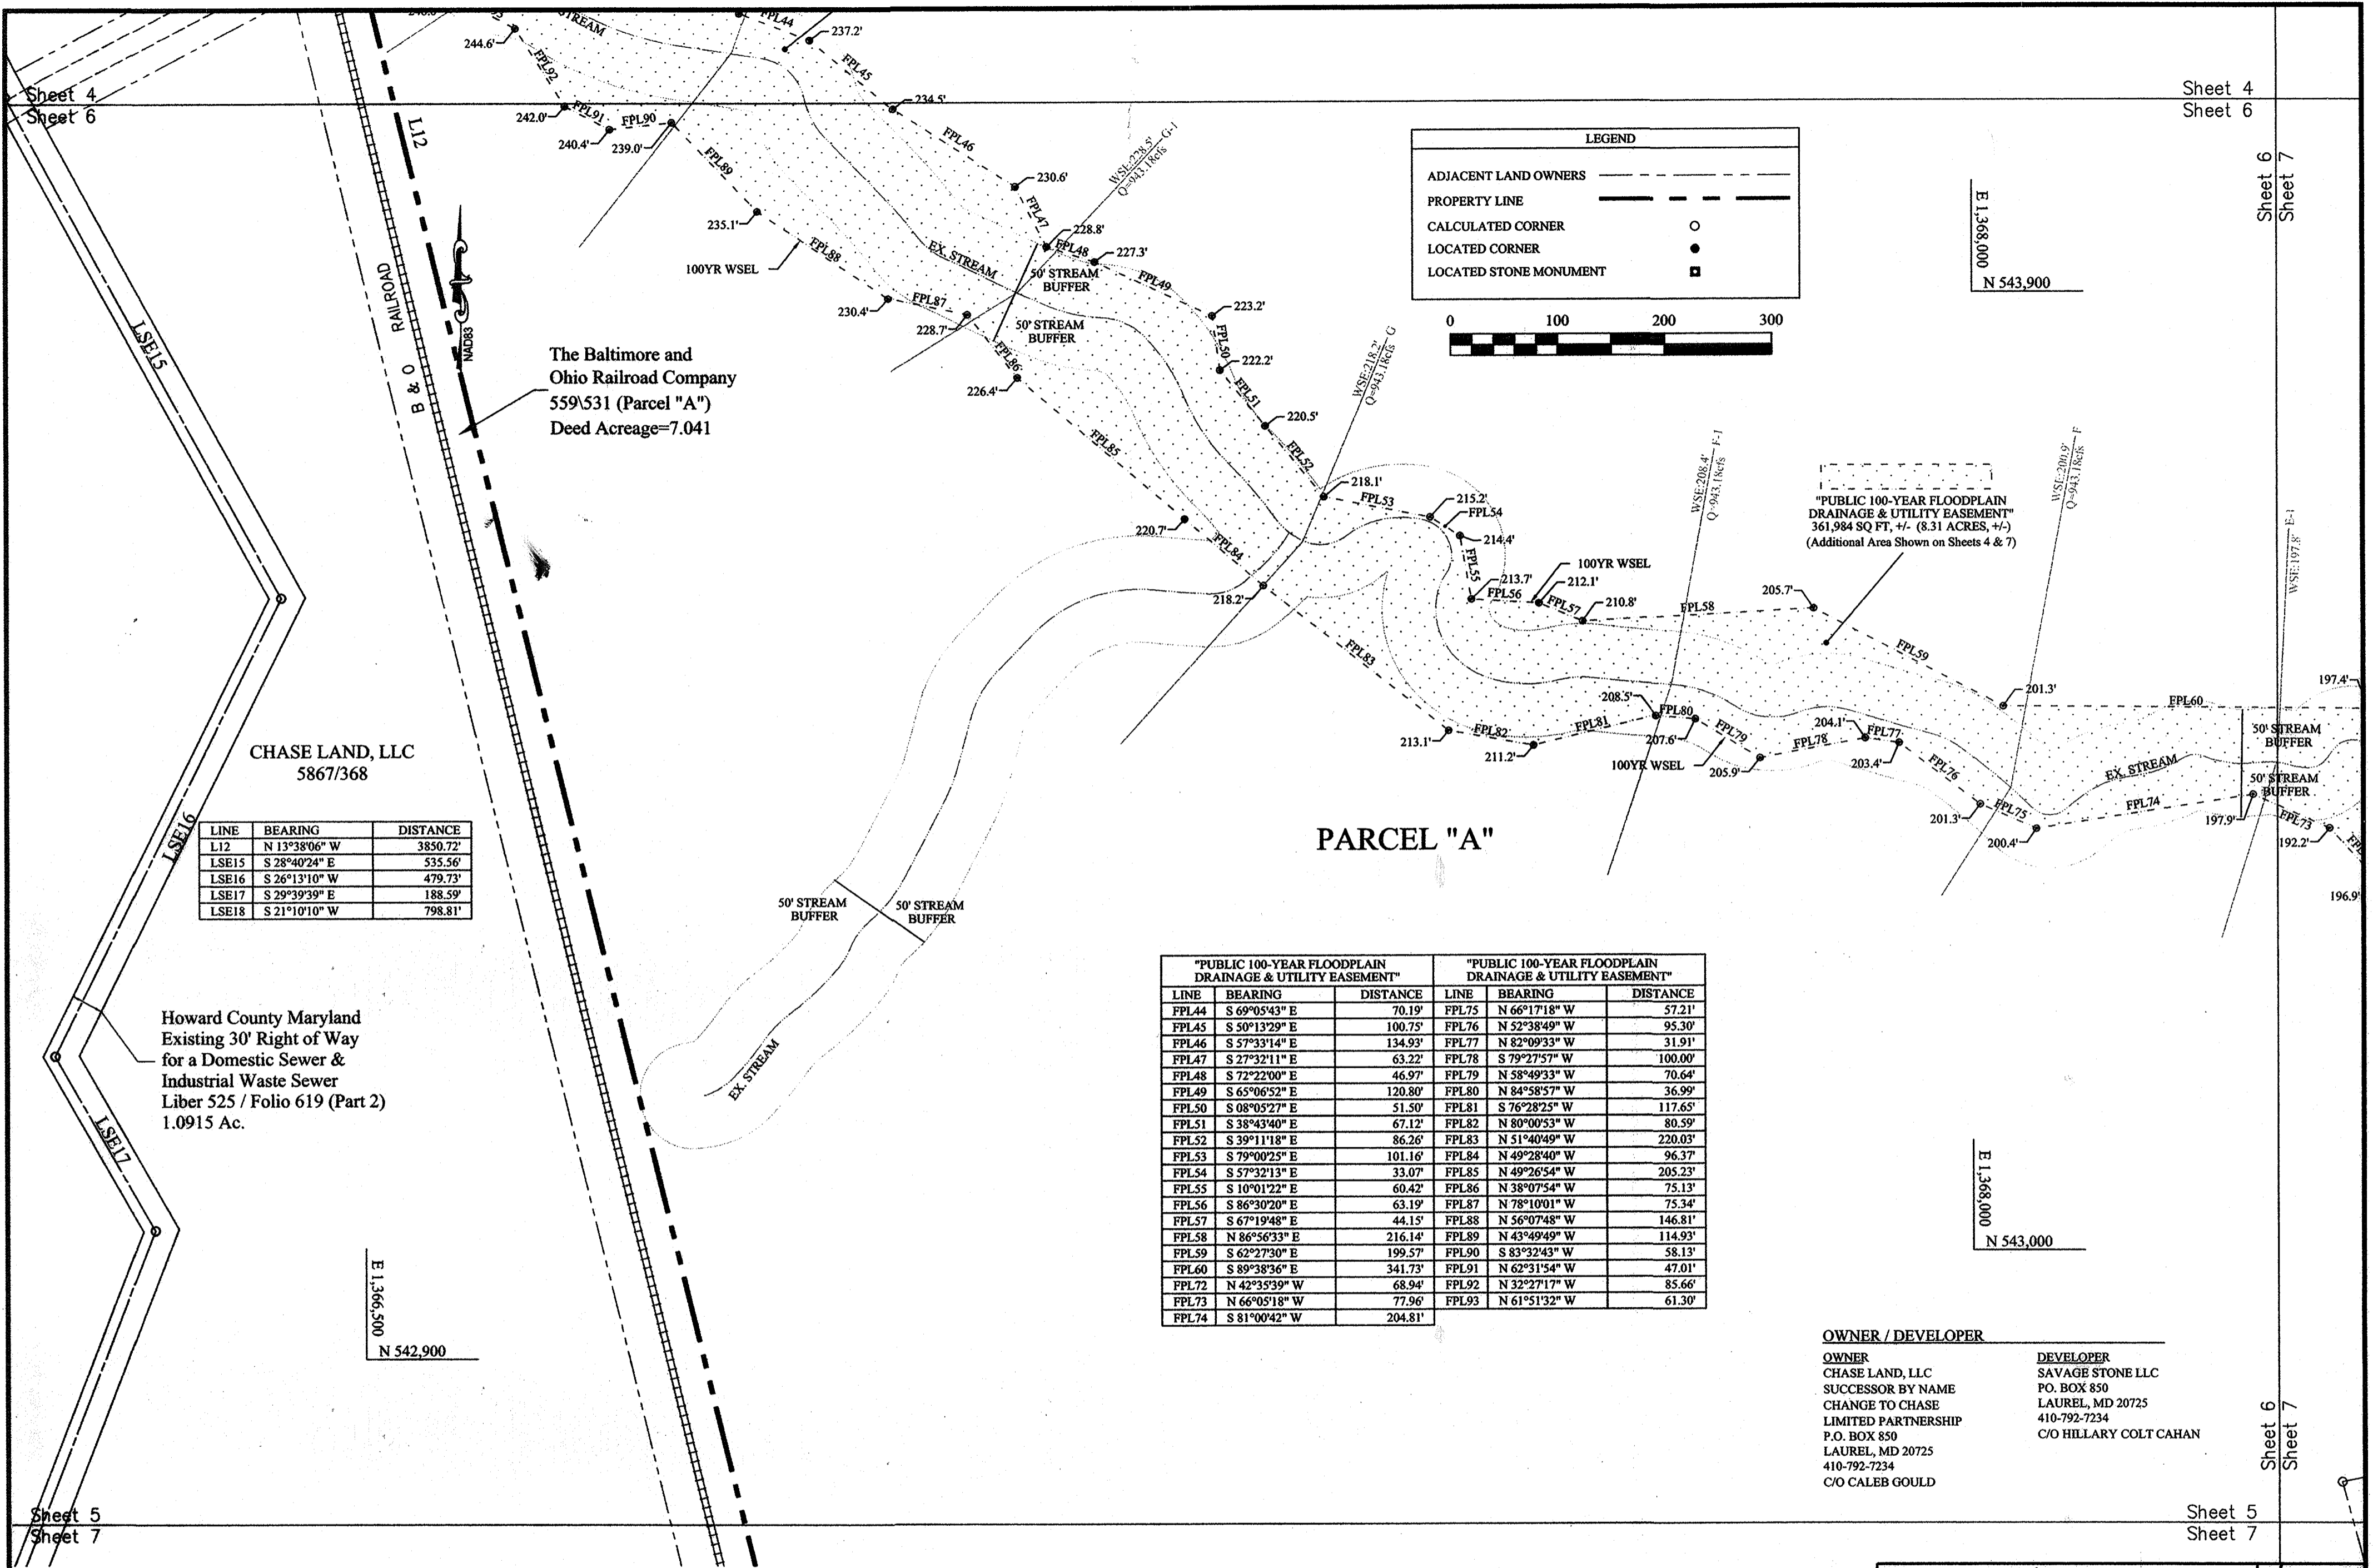 Sheet 4
Sheet 6
Sheet 4
Sheet 6
Sheet 6
Sheet 7
244.6'
STREAM
FPL44
237.2'
FPL92
FPL45
234.5'
242.0'
FPL91
FPL90
240.4'
239.0'
L12
FPL89
FPL46
230.6'
WSE:228.5'
G-1
Q=943.18cfs
235.1'
FPL88
100YR WSEL
FPL47
228.8'
FPL48
227.3'
EX. STREAM
50' STREAM
BUFFER
FPL49
230.4'
FPL87
228.7'
50' STREAM
BUFFER
223.2'
FPL50
222.2'
FPL86
226.4'
FPL51
220.5'
FPL85
FPL52
WSE:218.2'
G
Q=943.18cfs
LEGEND
ADJACENT LAND OWNERS
PROPERTY LINE
CALCULATED CORNER
LOCATED CORNER
LOCATED STONE MONUMENT
0 100 200 300
E 1,368,000
N 543,900
NAD83
B & O RAILROAD
LSE15
The Baltimore and
Ohio Railroad Company
559\531 (Parcel "A")
Deed Acreage=7.041
218.1'
FPL53
215.2'
FPL54
214.4'
220.7'
FPL84
218.2'
FPL55
213.7'
FPL56
100YR WSEL
212.1'
FPL57
210.8'
FPL58
205.7'
WSE:208.4'
F-1
Q=943.18cfs
"PUBLIC 100-YEAR FLOODPLAIN
DRAINAGE & UTILITY EASEMENT"
361,984 SQ FT, +/- (8.31 ACRES, +/-)
(Additional Area Shown on Sheets 4 & 7)
WSE:200.9'
F
Q=943.18cfs
E-1
WSE:197.8'
FPL59
201.3'
197.4'
FPL60
FPL83
213.1'
FPL82
211.2'
FPL81
208.5'
FPL80
207.6'
FPL79
100YR WSEL
205.9'
FPL78
204.1'
FPL77
203.4'
FPL76
201.3'
FPL75
200.4'
EX. STREAM
FPL74
50' STREAM
BUFFER
50' STREAM
BUFFER
197.9'
FPL73
192.2'
196.9'
PARCEL "A"
CHASE LAND, LLC
5867/368
LSE16
LINE BEARING DISTANCE
L12 N 13°38'06" W 3850.72'
LSE15 S 28°40'24" E 535.56'
LSE16 S 26°13'10" W 479.73'
LSE17 S 29°39'39" E 188.59'
LSE18 S 21°10'10" W 798.81'
50' STREAM
BUFFER
50' STREAM
BUFFER
EX. STREAM
Howard County Maryland
Existing 30' Right of Way
for a Domestic Sewer &
Industrial Waste Sewer
Liber 525 / Folio 619 (Part 2)
1.0915 Ac.
LSE17
"PUBLIC 100-YEAR FLOODPLAIN
DRAINAGE & UTILITY EASEMENT"
"PUBLIC 100-YEAR FLOODPLAIN
DRAINAGE & UTILITY EASEMENT"
LINE BEARING DISTANCE LINE BEARING DISTANCE
FPL44 S 69°05'43" E 70.19' FPL75 N 66°17'18" W 57.21'
FPL45 S 50°13'29" E 100.75' FPL76 N 52°38'49" W 95.30'
FPL46 S 57°33'14" E 134.93' FPL77 N 82°09'33" W 31.91'
FPL47 S 27°32'11" E 63.22' FPL78 S 79°27'57" W 100.00'
FPL48 S 72°22'00" E 46.97' FPL79 N 58°49'33" W 70.64'
FPL49 S 65°06'52" E 120.80' FPL80 N 84°58'57" W 36.99'
FPL50 S 08°05'27" E 51.50' FPL81 S 76°28'25" W 117.65'
FPL51 S 38°43'40" E 67.12' FPL82 N 80°00'53" W 80.59'
FPL52 S 39°11'18" E 86.26' FPL83 N 51°40'49" W 220.03'
FPL53 S 79°00'25" E 101.16' FPL84 N 49°28'40" W 96.37'
FPL54 S 57°32'13" E 33.07' FPL85 N 49°26'54" W 205.23'
FPL55 S 10°01'22" E 60.42' FPL86 N 38°07'54" W 75.13'
FPL56 S 86°30'20" E 63.19' FPL87 N 78°10'01" W 75.34'
FPL57 S 67°19'48" E 44.15' FPL88 N 56°07'48" W 146.81'
FPL58 N 86°56'33" E 216.14' FPL89 N 43°49'49" W 114.93'
FPL59 S 62°27'30" E 199.57' FPL90 S 83°32'43" W 58.13'
FPL60 S 89°38'36" E 341.73' FPL91 N 62°31'54" W 47.01'
FPL72 N 42°35'39" W 68.94' FPL92 N 32°27'17" W 85.66'
FPL73 N 66°05'18" W 77.96' FPL93 N 61°51'32" W 61.30'
FPL74 S 81°00'42" W 204.81'
E 1,368,000
N 543,000
E 1,366,500
N 542,900
OWNER / DEVELOPER
OWNER
CHASE LAND, LLC
SUCCESSOR BY NAME
CHANGE TO CHASE
LIMITED PARTNERSHIP
P.O. BOX 850
LAUREL, MD 20725
410-792-7234
C/O CALEB GOULD
DEVELOPER
SAVAGE STONE LLC
PO. BOX 850
LAUREL, MD 20725
410-792-7234
C/O HILLARY COLT CAHAN
Sheet 6
Sheet 7
Sheet 5
Sheet 7
Sheet 5
Sheet 7